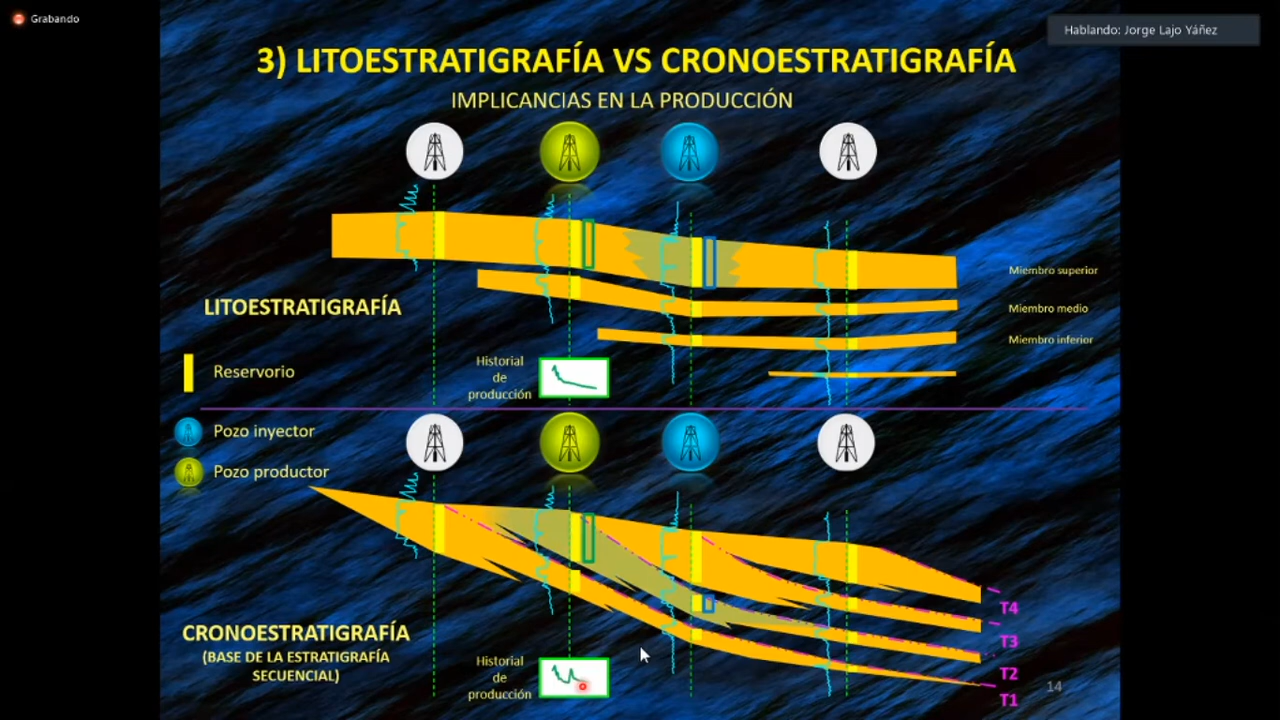 Grabando
Hablando: Jorge Lajo Yáñez
3) LITOESTRATIGRAFÍA VS CRONOESTRATIGRAFÍA
IMPLICANCIAS EN LA PRODUCCIÓN
Miembro superior
LITOESTRATIGRAFÍA
Miembro medio
Miembro inferior
Reservorio
Historial
de
producción
Pozo inyector
Pozo productor
T4
CRONOESTRATIGRAFÍA
(BASE DE LA ESTRATIGRAFÍA
SECUENCIAL)
Historial
de
producción
T3
T2
T1
14